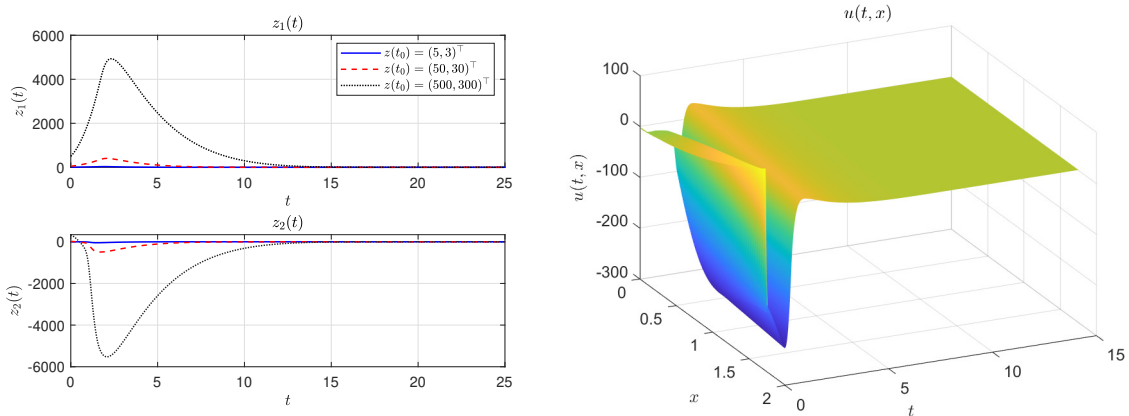 z₁(t)
6000
4000
2000
0
z₁(t)
z(t₀) = (5, 3)^⊤
z(t₀) = (50, 30)^⊤
z(t₀) = (500, 300)^⊤
0 5 10 15 20 25
t
z₂(t)
0
-2000
-4000
-6000
z₂(t)
0 5 10 15 20 25
t
u(t, x)
100
0
-100
-200
-300
u(t, x)
0
0.5
1
1.5
2
x
0
5
10
15
t